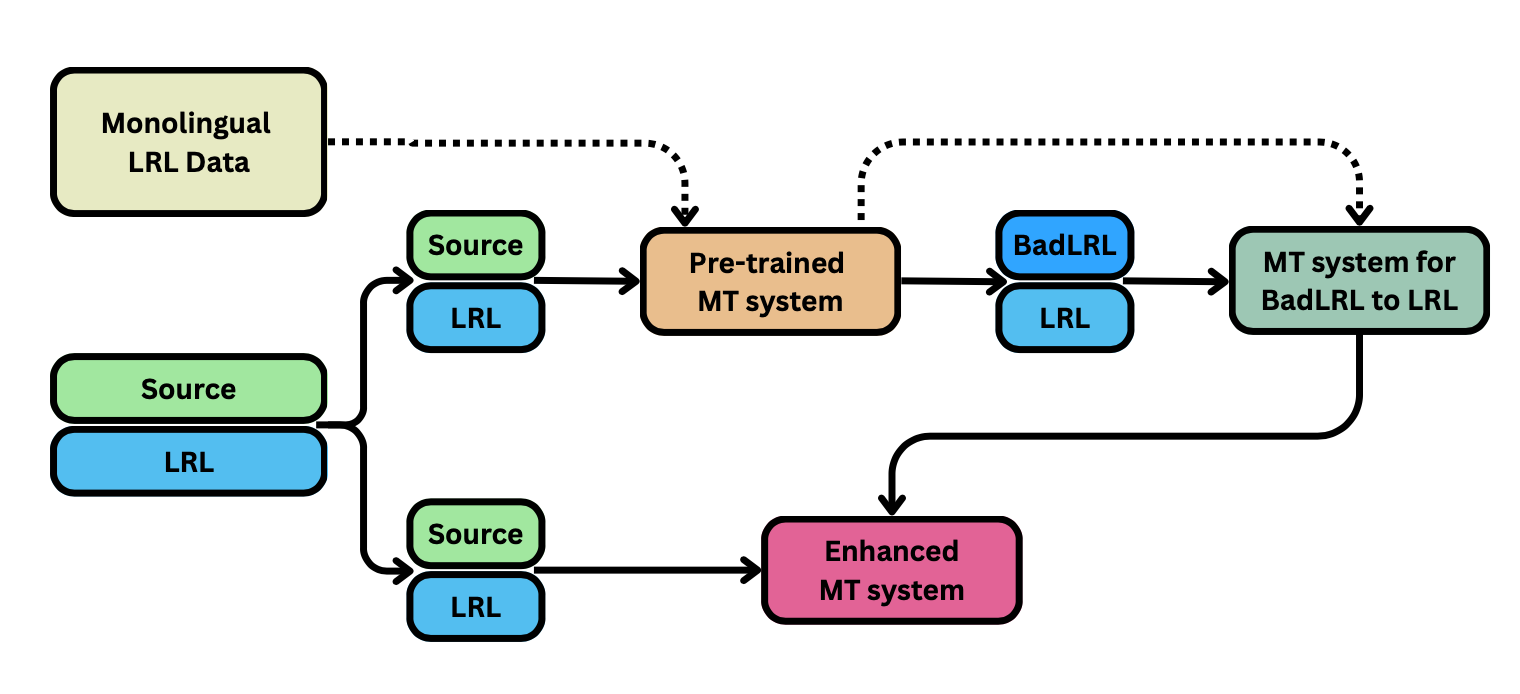 Monolingual
LRL Data
Source
LRL
Source
LRL
Pre-trained
MT system
BadLRL
LRL
MT system for
BadLRL to LRL
Source
LRL
Enhanced
MT system